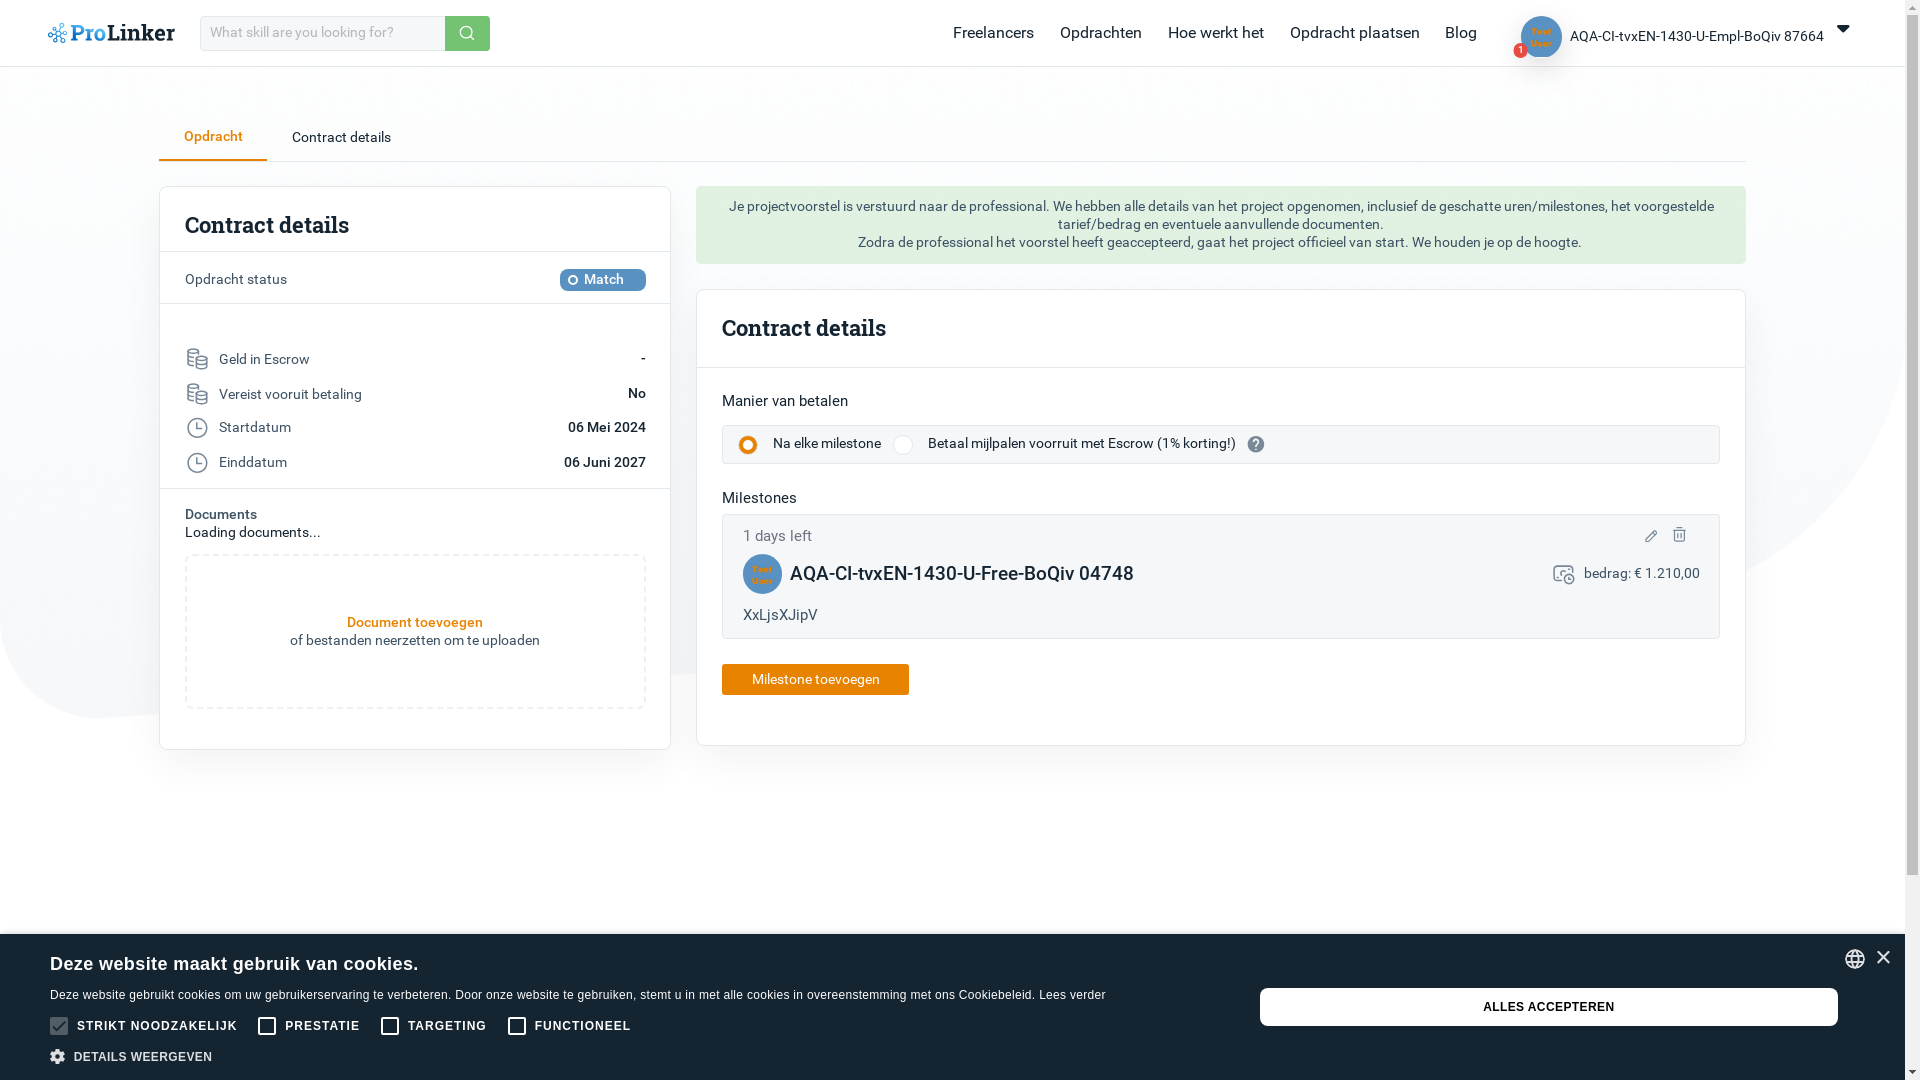 ProLinker
What skill are you looking for?
Freelancers
Opdrachten
Hoe werkt het
Opdracht plaatsen
Blog
1
AQA-CI-tvxEN-1430-U-Empl-BoQiv 87664
Opdracht
Contract details
Contract details
Opdracht status
Match
Geld in Escrow
-
Vereist vooruit betaling
No
Startdatum
06 Mei 2024
Einddatum
06 Juni 2027
Documents
Loading documents...
Document toevoegen
of bestanden neerzetten om te uploaden
Je projectvoorstel is verstuurd naar de professional. We hebben alle details van het project opgenomen, inclusief de geschatte uren/milestones, het voorgestelde
tarief/bedrag en eventuele aanvullende documenten.
Zodra de professional het voorstel heeft geaccepteerd, gaat het project officieel van start. We houden je op de hoogte.
Contract details
Manier van betalen
Na elke milestone
Betaal mijlpalen voorruit met Escrow (1% korting!)
?
Milestones
1 days left
Test
User
AQA-CI-tvxEN-1430-U-Free-BoQiv 04748
bedrag: € 1.210,00
XxLjsXJipV
Milestone toevoegen
Deze website maakt gebruik van cookies.
Deze website gebruikt cookies om uw gebruikerservaring te verbeteren. Door onze website te gebruiken, stemt u in met alle cookies in overeenstemming met ons Cookiebeleid. Lees verder
STRIKT NOODZAKELIJK
PRESTATIE
TARGETING
FUNCTIONEEL
DETAILS WEERGEVEN
ALLES ACCEPTEREN
×